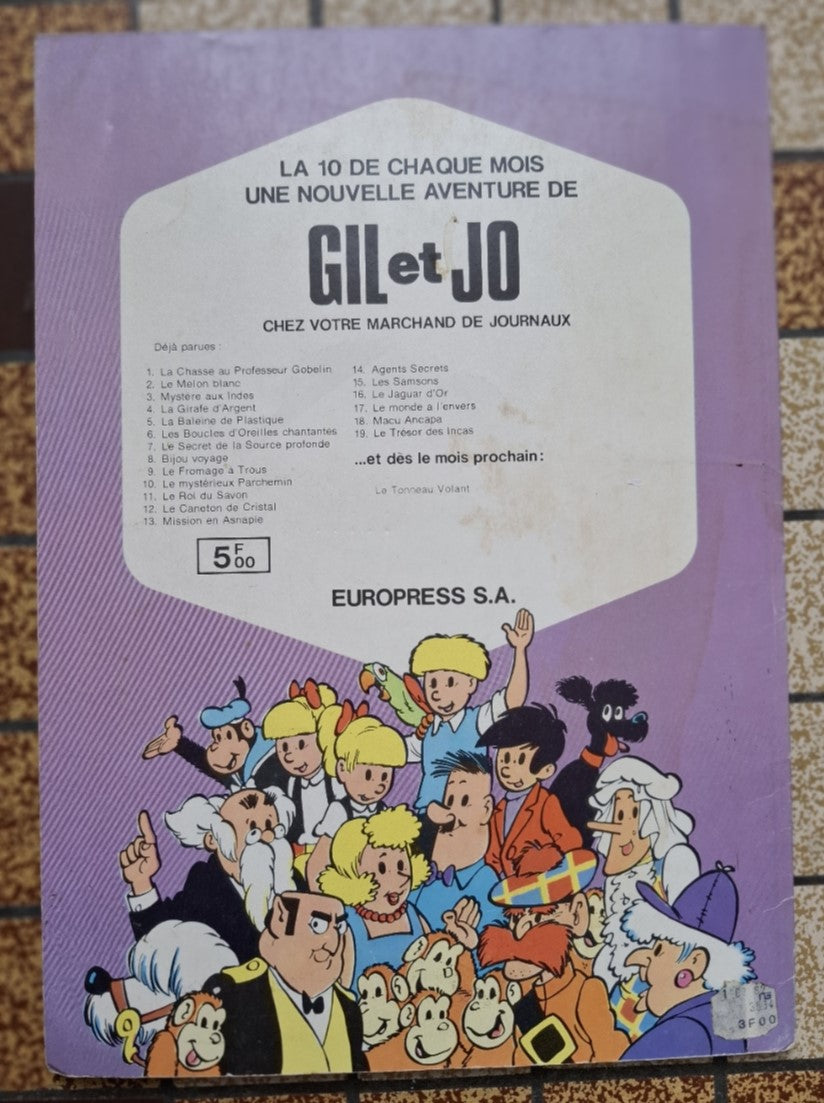 LA 10 DE CHAQUE MOIS
UNE NOUVELLE AVENTURE DE
GIL et JO
CHEZ VOTRE MARCHAND DE JOURNAUX
Déjà parues :
1. La Chasse au Professeur Gobelin
2. Le Melon blanc
3. Mystère aux Indes
4. La Girafe d'Argent
5. La Baleine de Plastique
6. Les Boucles d'Oreilles chantantes
7. Le Secret de la Source profonde
8. Bijou voyage
9. Le Fromage à Trous
10. Le mystérieux Parchemin
11. Le Roi du Savon
12. Le Caneton de Cristal
13. Mission en Asnapie
14. Agents Secrets
15. Les Samsons
16. Le Jaguar d'Or
17. Le monde à l'envers
18. Macu Ancapa
19. Le Trésor des Incas
...et dès le mois prochain :
Le Tonneau Volant
5F00
EUROPRESS S.A.
3F00